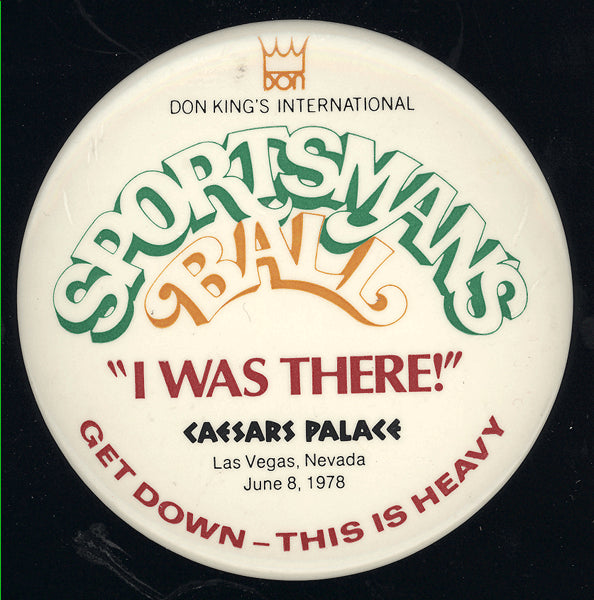 DON
DON KING'S INTERNATIONAL
SPORTSMAN'S
BALL
"I WAS THERE!"
CAESARS PALACE
Las Vegas, Nevada
June 8, 1978
GET DOWN – THIS IS HEAVY